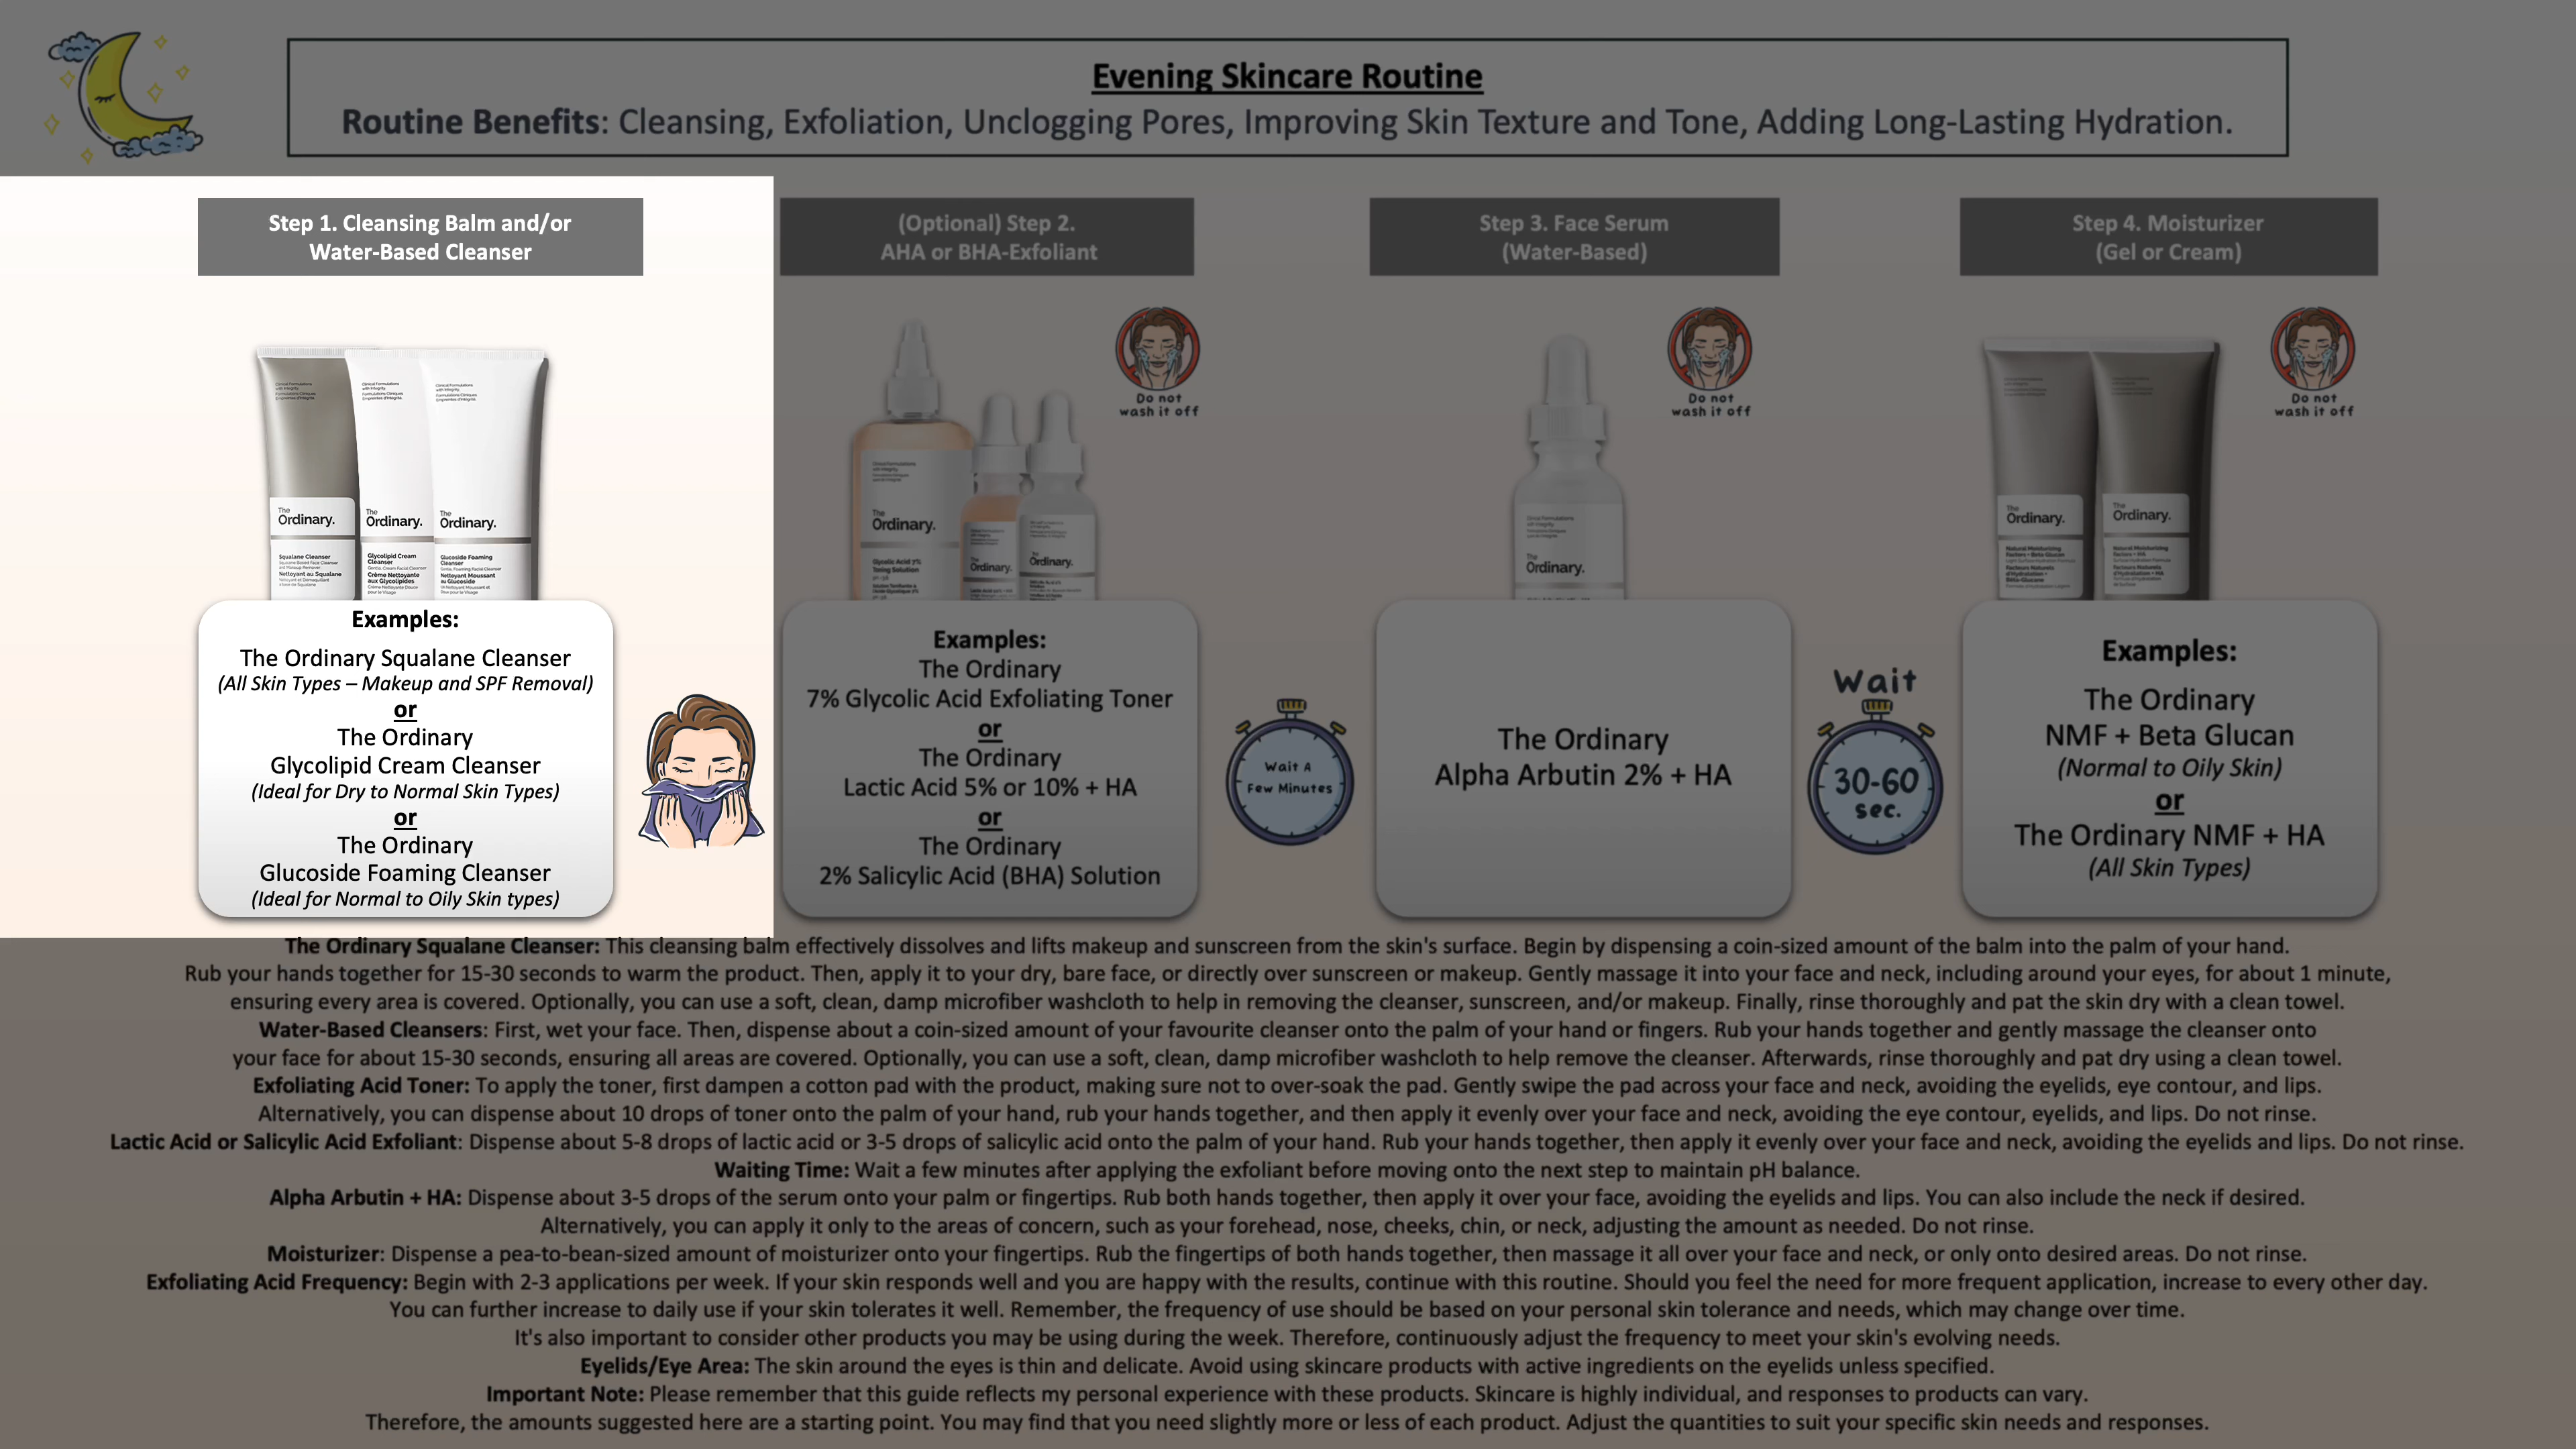 Evening Skincare Routine
Routine Benefits: Cleansing, Exfoliation, Unclogging Pores, Improving Skin Texture and Tone, Adding Long-Lasting Hydration.
Step 1. Cleansing Balm and/or
Water-Based Cleanser
The
Ordinary.
Squalane Cleanser
Nettoyant au Squalane
The
Ordinary.
Glycolipid Cream
Cleanser
Crème Nettoyante
aux Glycolipides
The
Ordinary.
Glucoside Foaming
Cleanser
Nettoyant Moussant
au Glucoside
Examples:
The Ordinary Squalane Cleanser
(All Skin Types – Makeup and SPF Removal)
or
The Ordinary
Glycolipid Cream Cleanser
(Ideal for Dry to Normal Skin Types)
or
The Ordinary
Glucoside Foaming Cleanser
(Ideal for Normal to Oily Skin types)
(Optional) Step 2.
AHA or BHA-Exfoliant
Do not
wash it off
The
Ordinary.
Glycolic Acid 7%
Toning Solution
Ordinary.
The
Ordinary.
Examples:
The Ordinary
7% Glycolic Acid Exfoliating Toner
or
The Ordinary
Lactic Acid 5% or 10% + HA
or
The Ordinary
2% Salicylic Acid (BHA) Solution
Wait A
Few Minutes
Step 3. Face Serum
(Water-Based)
Do not
wash it off
The
Ordinary.
The Ordinary
Alpha Arbutin 2% + HA
Wait
30-60
sec.
Step 4. Moisturizer
(Gel or Cream)
Do not
wash it off
The
Ordinary.
Natural Moisturizing
Factors + Beta Glucan
The
Ordinary.
Natural Moisturizing
Factors + HA
Examples:
The Ordinary
NMF + Beta Glucan
(Normal to Oily Skin)
or
The Ordinary NMF + HA
(All Skin Types)
The Ordinary Squalane Cleanser: This cleansing balm effectively dissolves and lifts makeup and sunscreen from the skin's surface. Begin by dispensing a coin-sized amount of the balm into the palm of your hand.
Rub your hands together for 15-30 seconds to warm the product. Then, apply it to your dry, bare face, or directly over sunscreen or makeup. Gently massage it into your face and neck, including around your eyes, for about 1 minute,
ensuring every area is covered. Optionally, you can use a soft, clean, damp microfiber washcloth to help in removing the cleanser, sunscreen, and/or makeup. Finally, rinse thoroughly and pat the skin dry with a clean towel.
Water-Based Cleansers: First, wet your face. Then, dispense about a coin-sized amount of your favourite cleanser onto the palm of your hand or fingers. Rub your hands together and gently massage the cleanser onto
your face for about 15-30 seconds, ensuring all areas are covered. Optionally, you can use a soft, clean, damp microfiber washcloth to help remove the cleanser. Afterwards, rinse thoroughly and pat dry using a clean towel.
Exfoliating Acid Toner: To apply the toner, first dampen a cotton pad with the product, making sure not to over-soak the pad. Gently swipe the pad across your face and neck, avoiding the eyelids, eye contour, and lips.
Alternatively, you can dispense about 10 drops of toner onto the palm of your hand, rub your hands together, and then apply it evenly over your face and neck, avoiding the eye contour, eyelids, and lips. Do not rinse.
Lactic Acid or Salicylic Acid Exfoliant: Dispense about 5-8 drops of lactic acid or 3-5 drops of salicylic acid onto the palm of your hand. Rub your hands together, then apply it evenly over your face and neck, avoiding the eyelids and lips. Do not rinse.
Waiting Time: Wait a few minutes after applying the exfoliant before moving onto the next step to maintain pH balance.
Alpha Arbutin + HA: Dispense about 3-5 drops of the serum onto your palm or fingertips. Rub both hands together, then apply it over your face, avoiding the eyelids and lips. You can also include the neck if desired.
Alternatively, you can apply it only to the areas of concern, such as your forehead, nose, cheeks, chin, or neck, adjusting the amount as needed. Do not rinse.
Moisturizer: Dispense a pea-to-bean-sized amount of moisturizer onto your fingertips. Rub the fingertips of both hands together, then massage it all over your face and neck, or only onto desired areas. Do not rinse.
Exfoliating Acid Frequency: Begin with 2-3 applications per week. If your skin responds well and you are happy with the results, continue with this routine. Should you feel the need for more frequent application, increase to every other day.
You can further increase to daily use if your skin tolerates it well. Remember, the frequency of use should be based on your personal skin tolerance and needs, which may change over time.
It's also important to consider other products you may be using during the week. Therefore, continuously adjust the frequency to meet your skin's evolving needs.
Eyelids/Eye Area: The skin around the eyes is thin and delicate. Avoid using skincare products with active ingredients on the eyelids unless specified.
Important Note: Please remember that this guide reflects my personal experience with these products. Skincare is highly individual, and responses to products can vary.
Therefore, the amounts suggested here are a starting point. You may find that you need slightly more or less of each product. Adjust the quantities to suit your specific skin needs and responses.